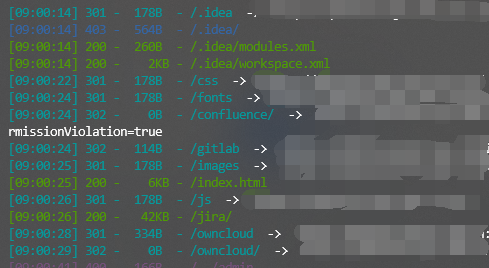 [09:00:14] 301 - 178B - /.idea ->
[09:00:14] 403 - 564B - /.idea/
[09:00:14] 200 - 260B - /.idea/modules.xml
[09:00:14] 200 - 2KB - /.idea/workspace.xml
[09:00:22] 301 - 178B - /css ->
[09:00:24] 301 - 178B - /fonts ->
[09:00:24] 302 - 0B - /confluence/ ->
rmissionViolation=true
[09:00:24] 302 - 114B - /gitlab ->
[09:00:25] 301 - 178B - /images ->
[09:00:25] 200 - 6KB - /index.html
[09:00:26] 301 - 178B - /js ->
[09:00:26] 200 - 42KB - /jira/
[09:00:28] 301 - 334B - /owncloud ->
[09:00:29] 302 - 0B - /owncloud/ ->